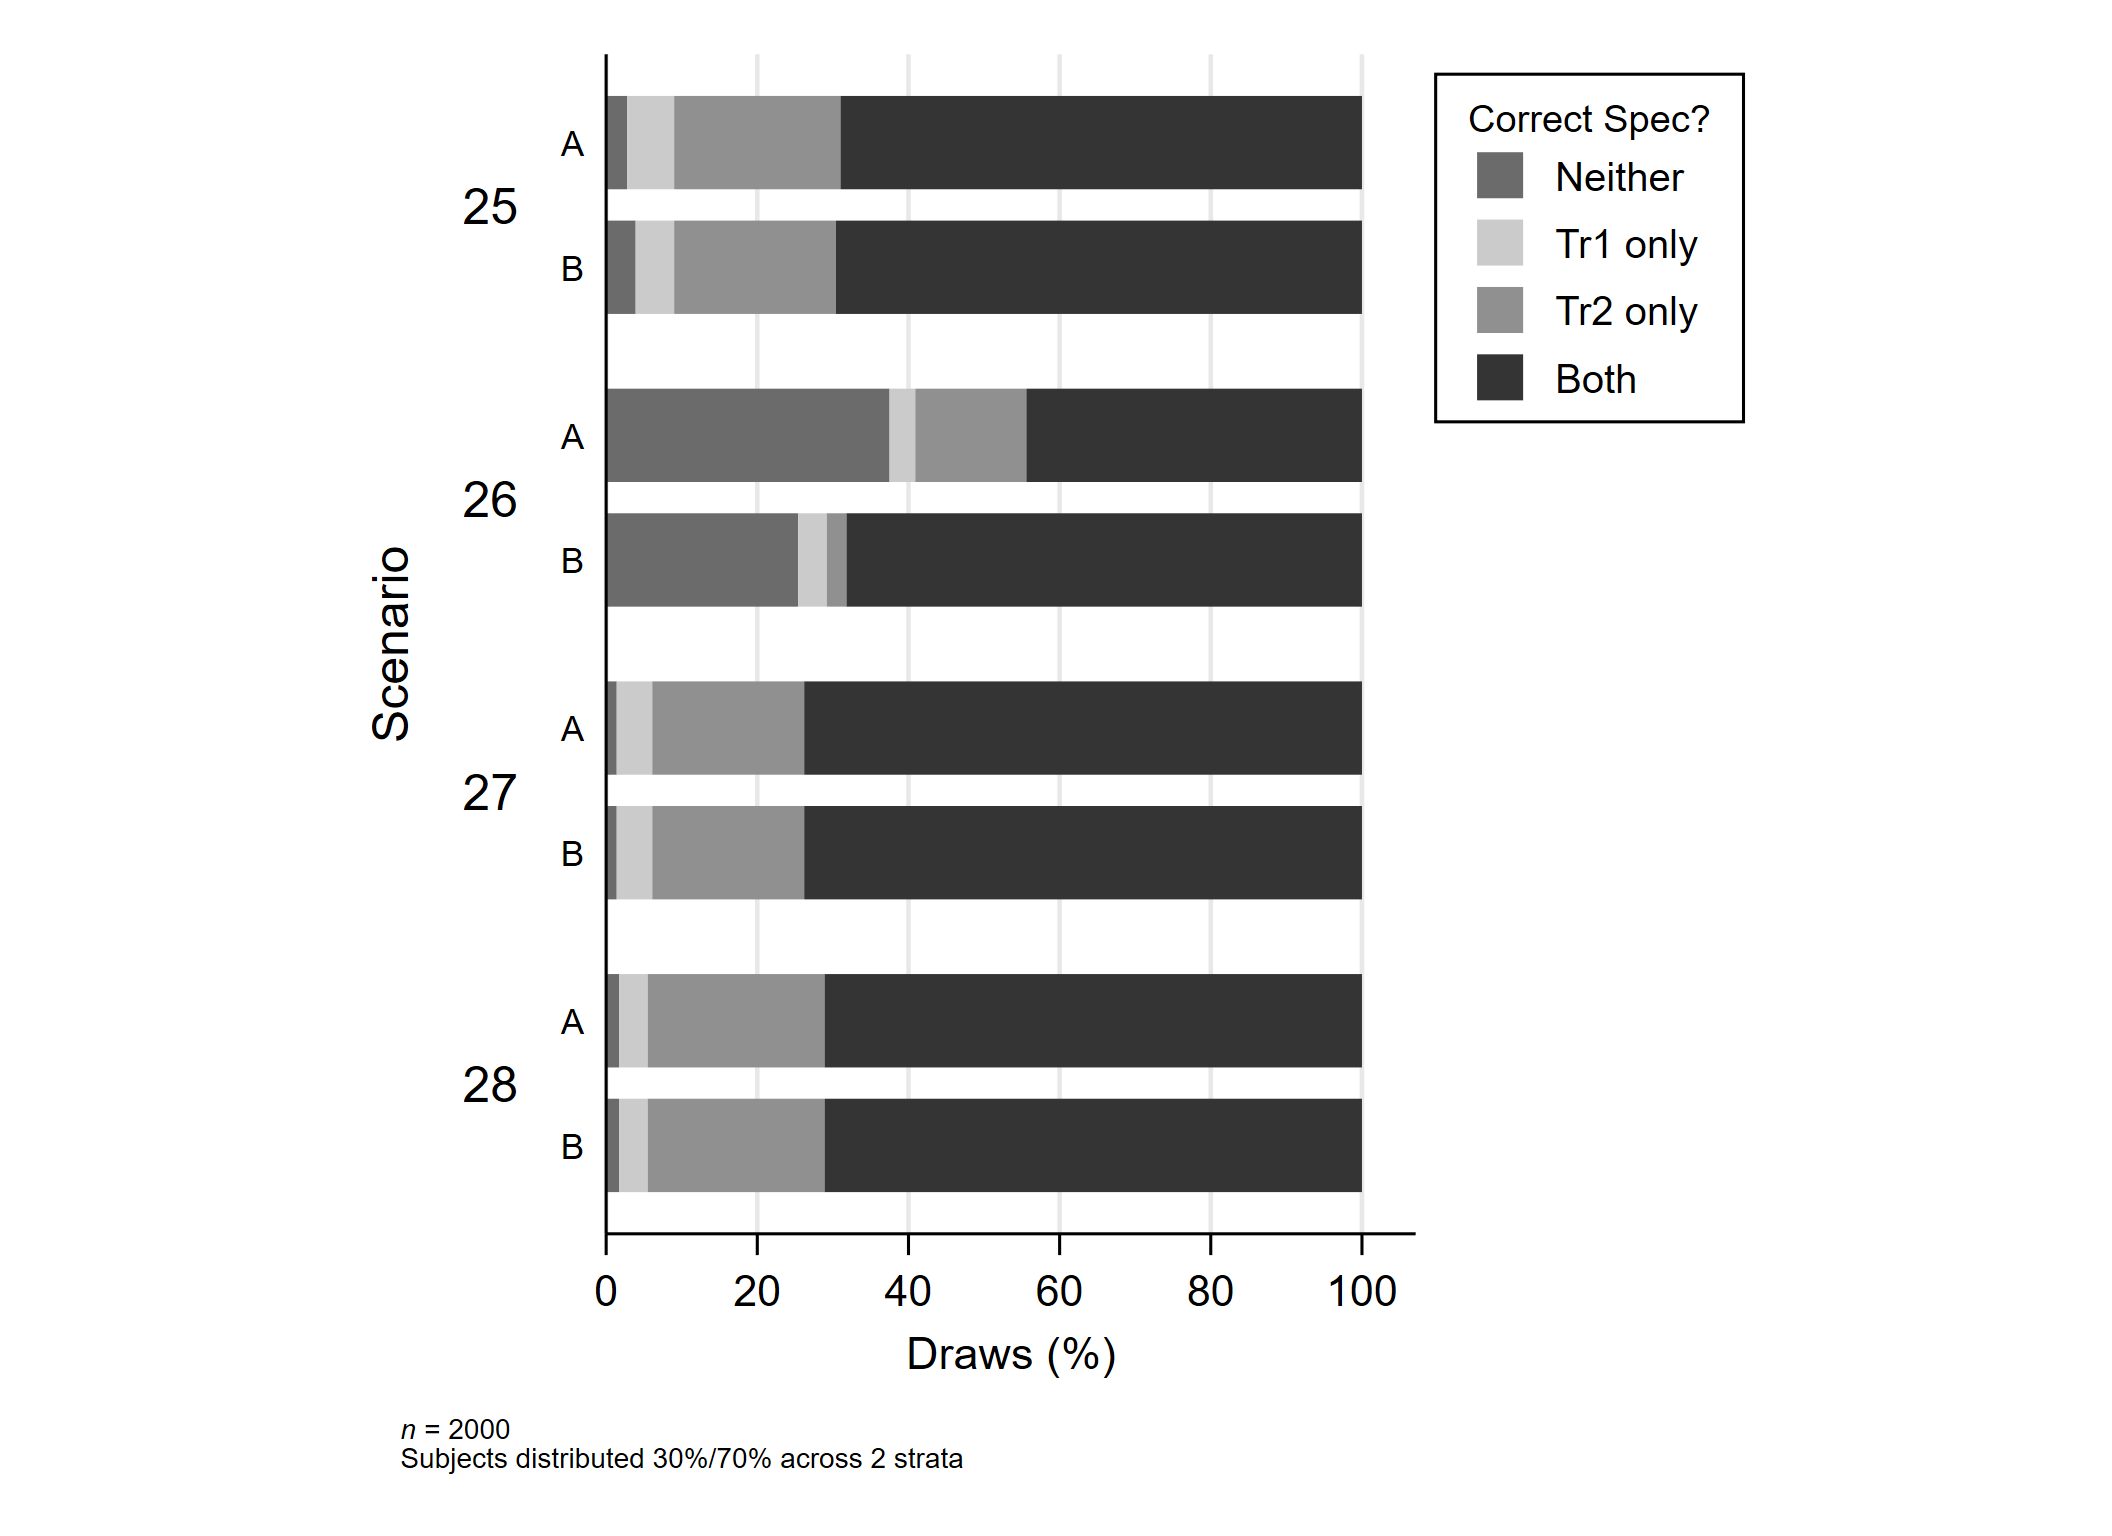 Correct Spec?
Neither
Tr1 only
Tr2 only
Both
Scenario
25
A
B
26
A
B
27
A
B
28
A
B
0 20 40 60 80 100
Draws (%)
n = 2000
Subjects distributed 30%/70% across 2 strata